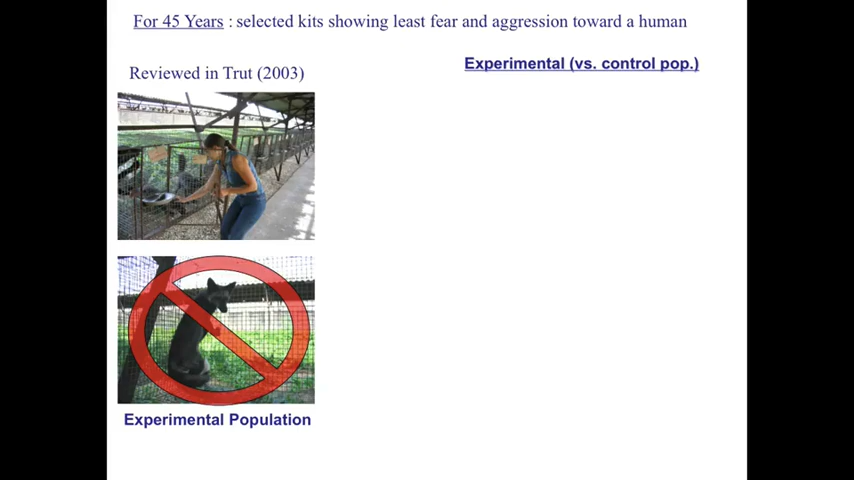 For 45 Years : selected kits showing least fear and aggression toward a human
Experimental (vs. control pop.)
Reviewed in Trut (2003)
Experimental Population